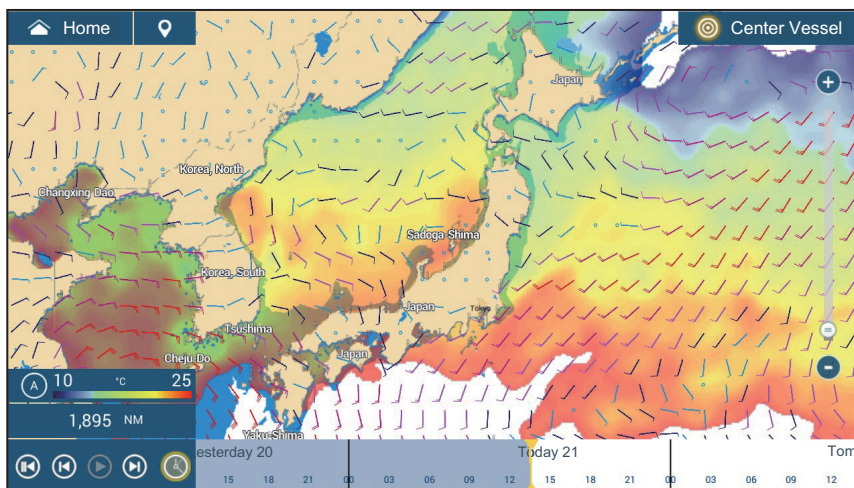 Home
Center Vessel
Japan
Korea, North
Changxing Dao
Sadoga-Shima
Korea, South
Japan
Tokyo
Tsushima
Japan
Cheju-Do
A 10 °C 25
1,895 NM
Yaku-Shima
esterday 20
Today 21
Tom
15 18 21 00 03 06 09 12 15 18 21 00 03 06 09 12